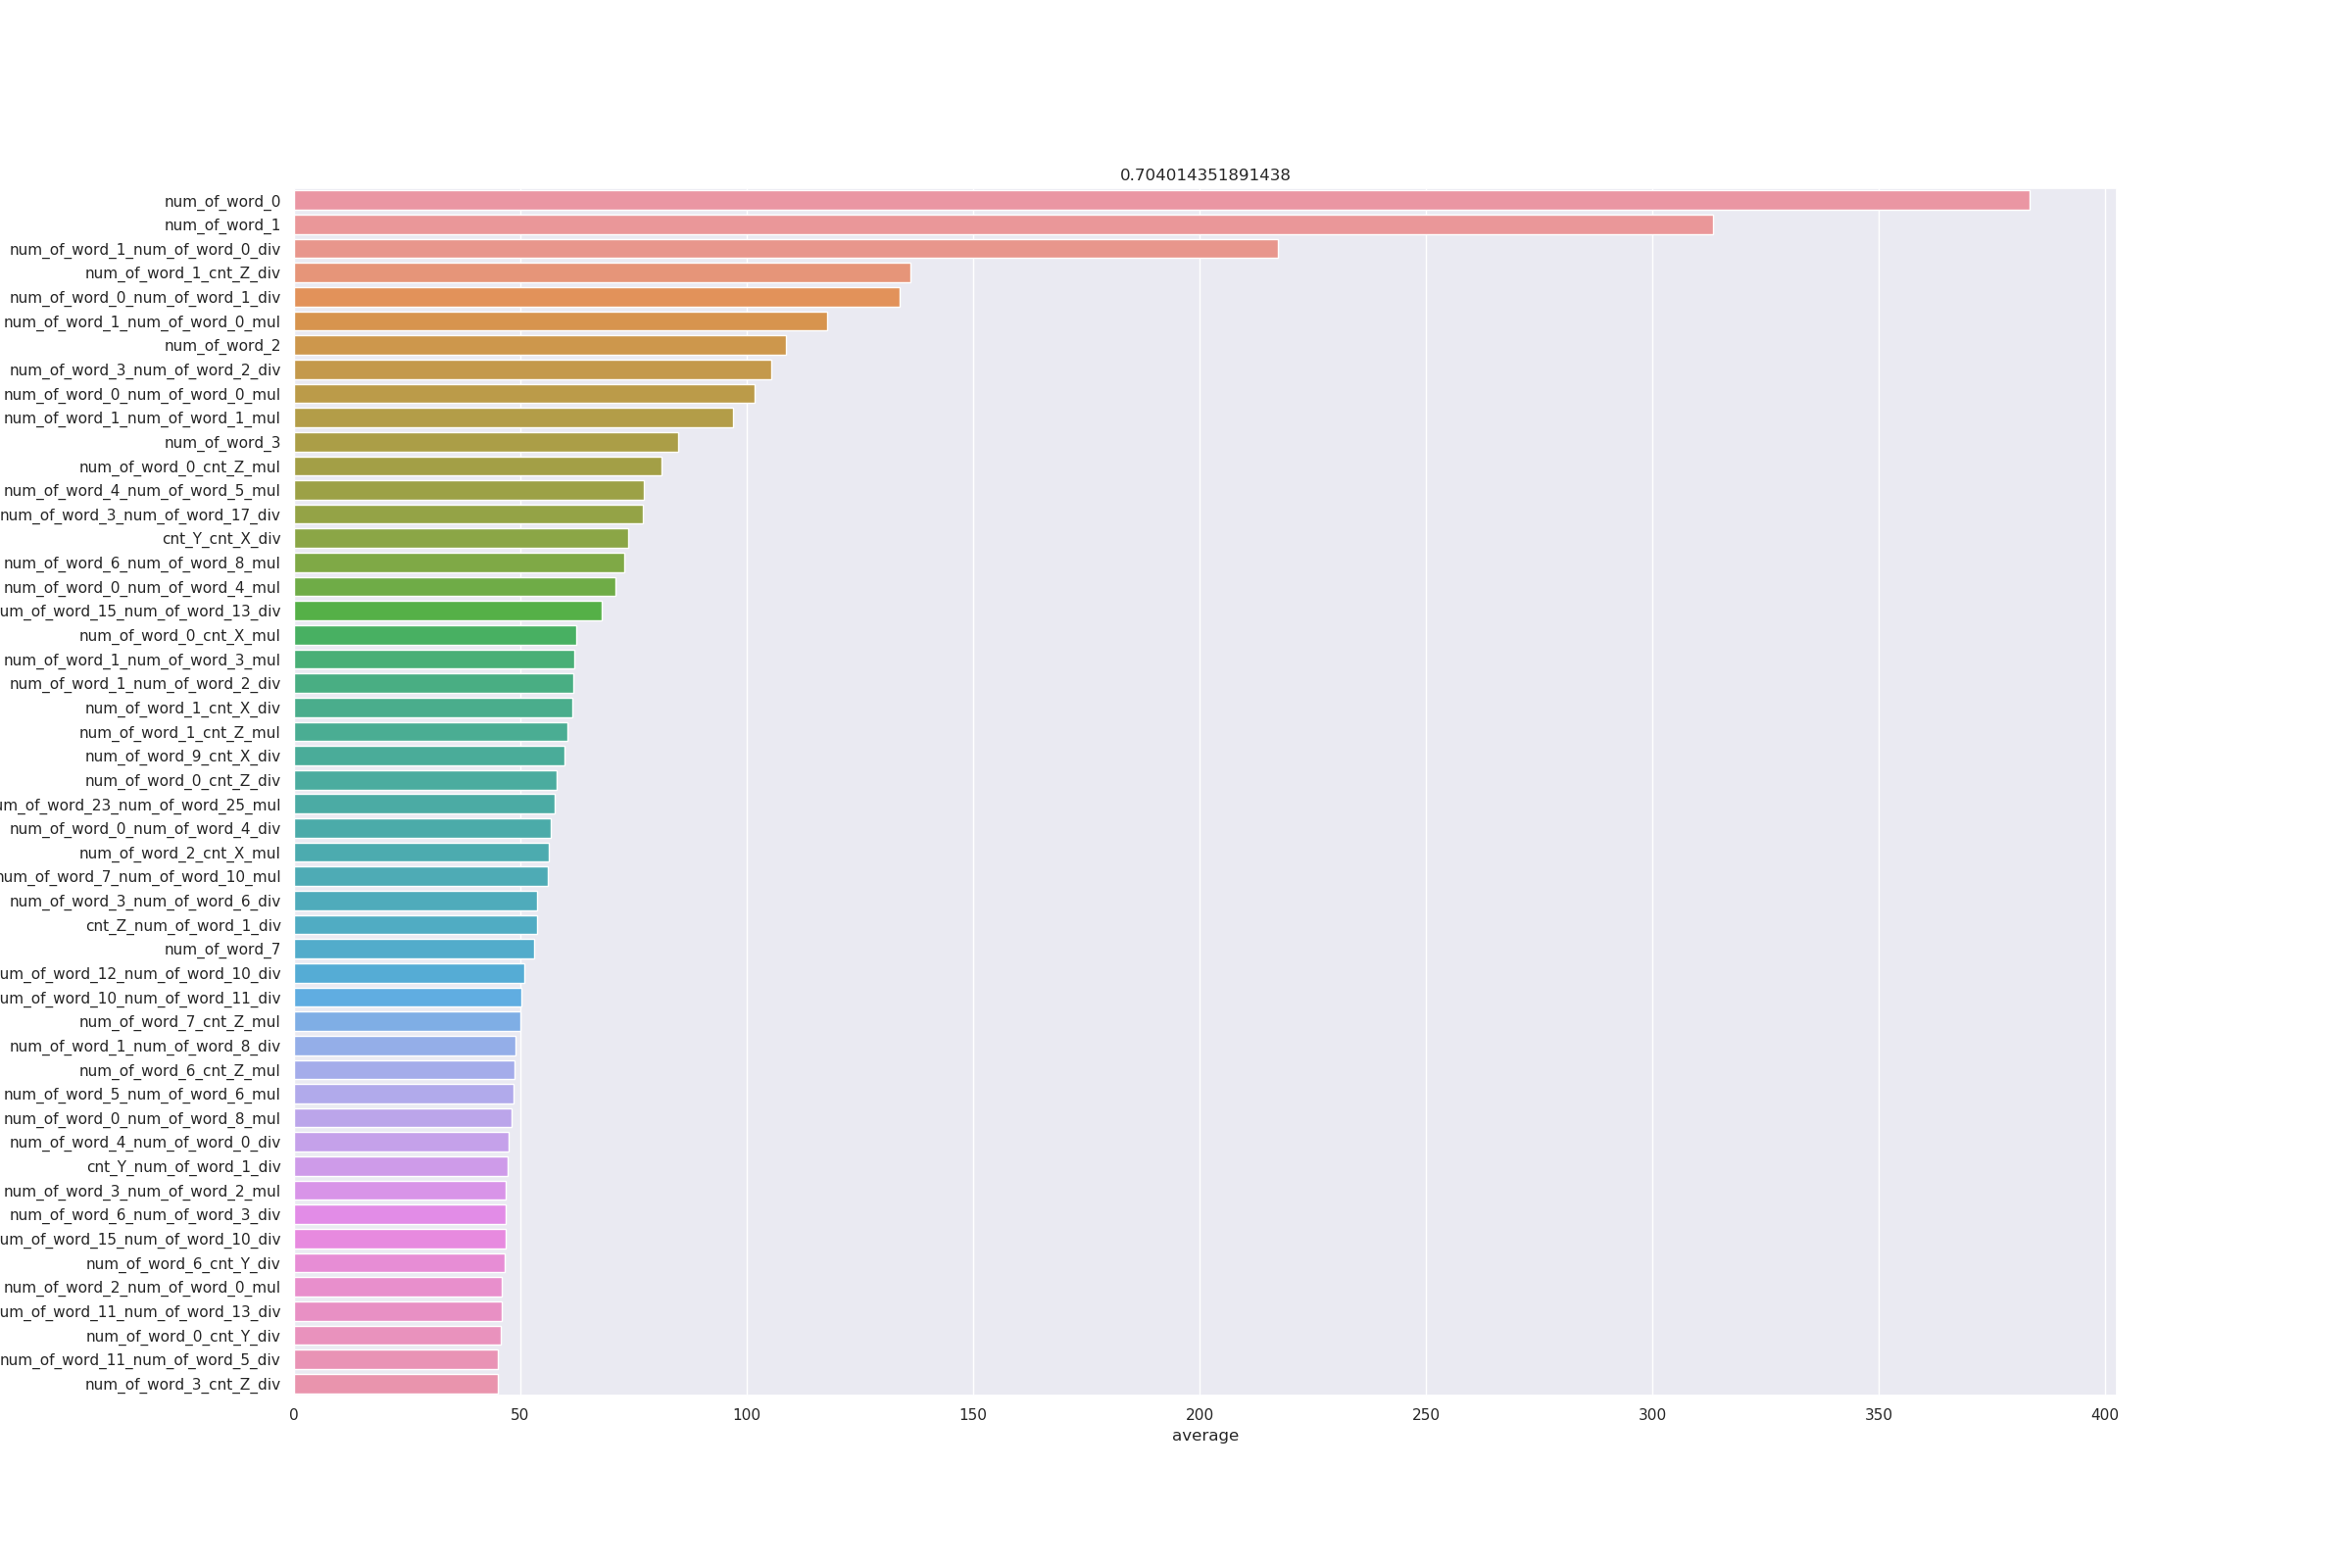 0.704014351891438
num_of_word_0
num_of_word_1
num_of_word_1_num_of_word_0_div
num_of_word_1_cnt_Z_div
num_of_word_0_num_of_word_1_div
num_of_word_1_num_of_word_0_mul
num_of_word_2
num_of_word_3_num_of_word_2_div
num_of_word_0_num_of_word_0_mul
num_of_word_1_num_of_word_1_mul
num_of_word_3
num_of_word_0_cnt_Z_mul
num_of_word_4_num_of_word_5_mul
num_of_word_3_num_of_word_17_div
cnt_Y_cnt_X_div
num_of_word_6_num_of_word_8_mul
num_of_word_0_num_of_word_4_mul
um_of_word_15_num_of_word_13_div
num_of_word_0_cnt_X_mul
num_of_word_1_num_of_word_3_mul
num_of_word_1_num_of_word_2_div
num_of_word_1_cnt_X_div
num_of_word_1_cnt_Z_mul
num_of_word_9_cnt_X_div
num_of_word_0_cnt_Z_div
um_of_word_23_num_of_word_25_mul
num_of_word_0_num_of_word_4_div
num_of_word_2_cnt_X_mul
num_of_word_7_num_of_word_10_mul
num_of_word_3_num_of_word_6_div
cnt_Z_num_of_word_1_div
num_of_word_7
um_of_word_12_num_of_word_10_div
um_of_word_10_num_of_word_11_div
num_of_word_7_cnt_Z_mul
num_of_word_1_num_of_word_8_div
num_of_word_6_cnt_Z_mul
num_of_word_5_num_of_word_6_mul
num_of_word_0_num_of_word_8_mul
num_of_word_4_num_of_word_0_div
cnt_Y_num_of_word_1_div
num_of_word_3_num_of_word_2_mul
num_of_word_6_num_of_word_3_div
um_of_word_15_num_of_word_10_div
num_of_word_6_cnt_Y_div
num_of_word_2_num_of_word_0_mul
um_of_word_11_num_of_word_13_div
num_of_word_0_cnt_Y_div
num_of_word_11_num_of_word_5_div
num_of_word_3_cnt_Z_div
0 50 100 150 200 250 300 350 400
average